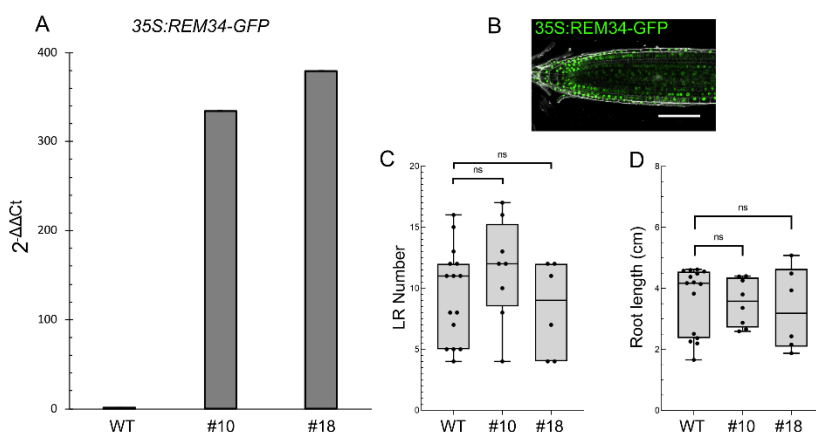 A
35S:REM34-GFP
2-ΔΔCt
400
300
200
100
0
WT
#10
#18
B
35S:REM34-GFP
C
LR Number
20
15
10
5
0
ns
ns
WT
#10
#18
D
Root length (cm)
8
6
4
2
0
ns
ns
WT
#10
#18